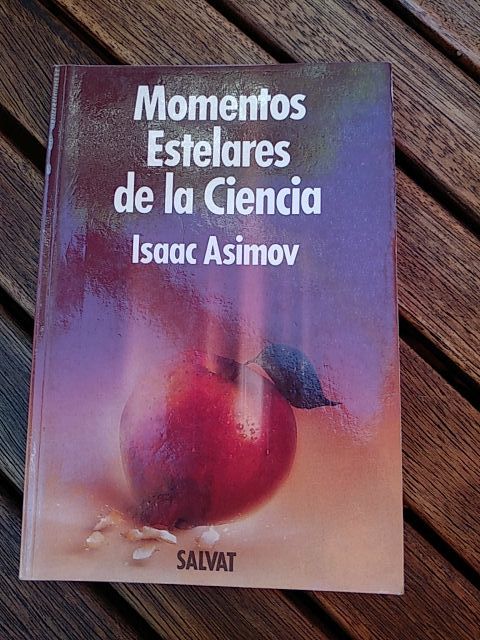 Momentos
Estelares
de la Ciencia
Isaac Asimov
SALVAT